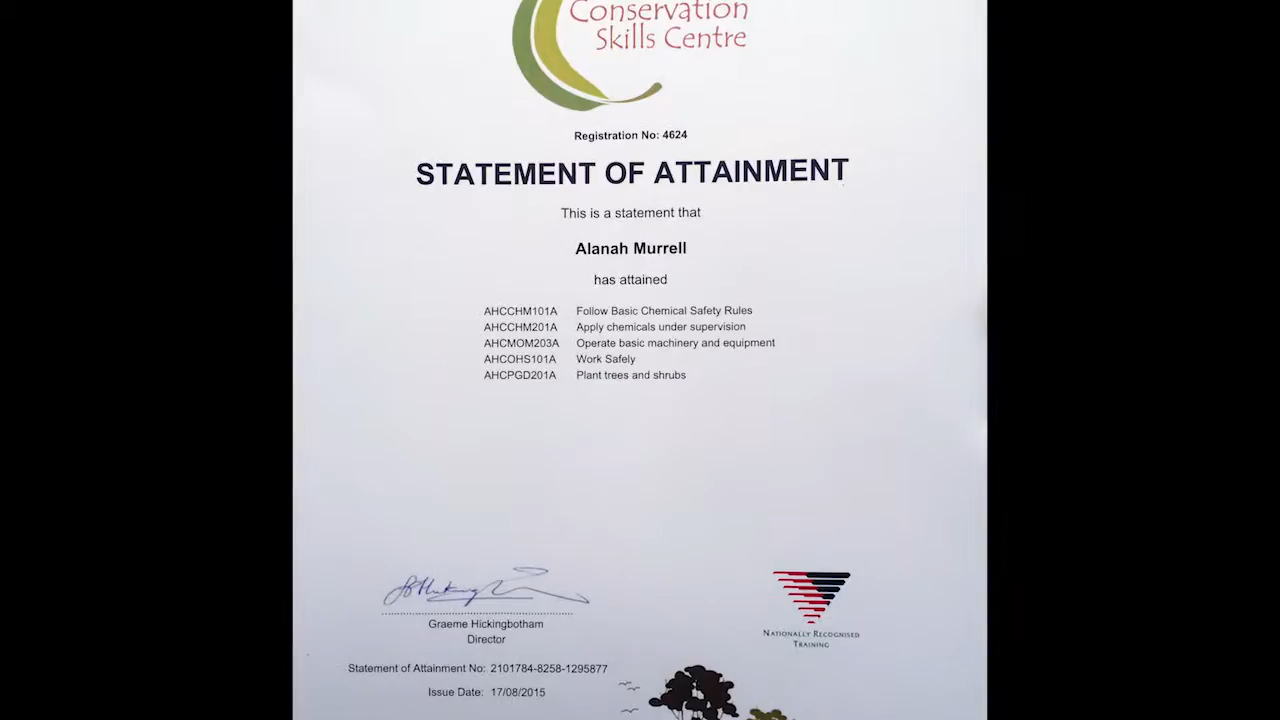 Conservation
Skills Centre
Registration No: 4624
STATEMENT OF ATTAINMENT
This is a statement that
Alanah Murrell
has attained
AHCCHM101A Follow Basic Chemical Safety Rules
AHCCHM201A Apply chemicals under supervision
AHCMOM203A Operate basic machinery and equipment
AHCOHS101A Work Safely
AHCPGD201A Plant trees and shrubs
Graeme Hickingbotham
Director
NATIONALLY RECOGNISED
TRAINING
Statement of Attainment No: 2101784-8258-1295877
Issue Date: 17/08/2015